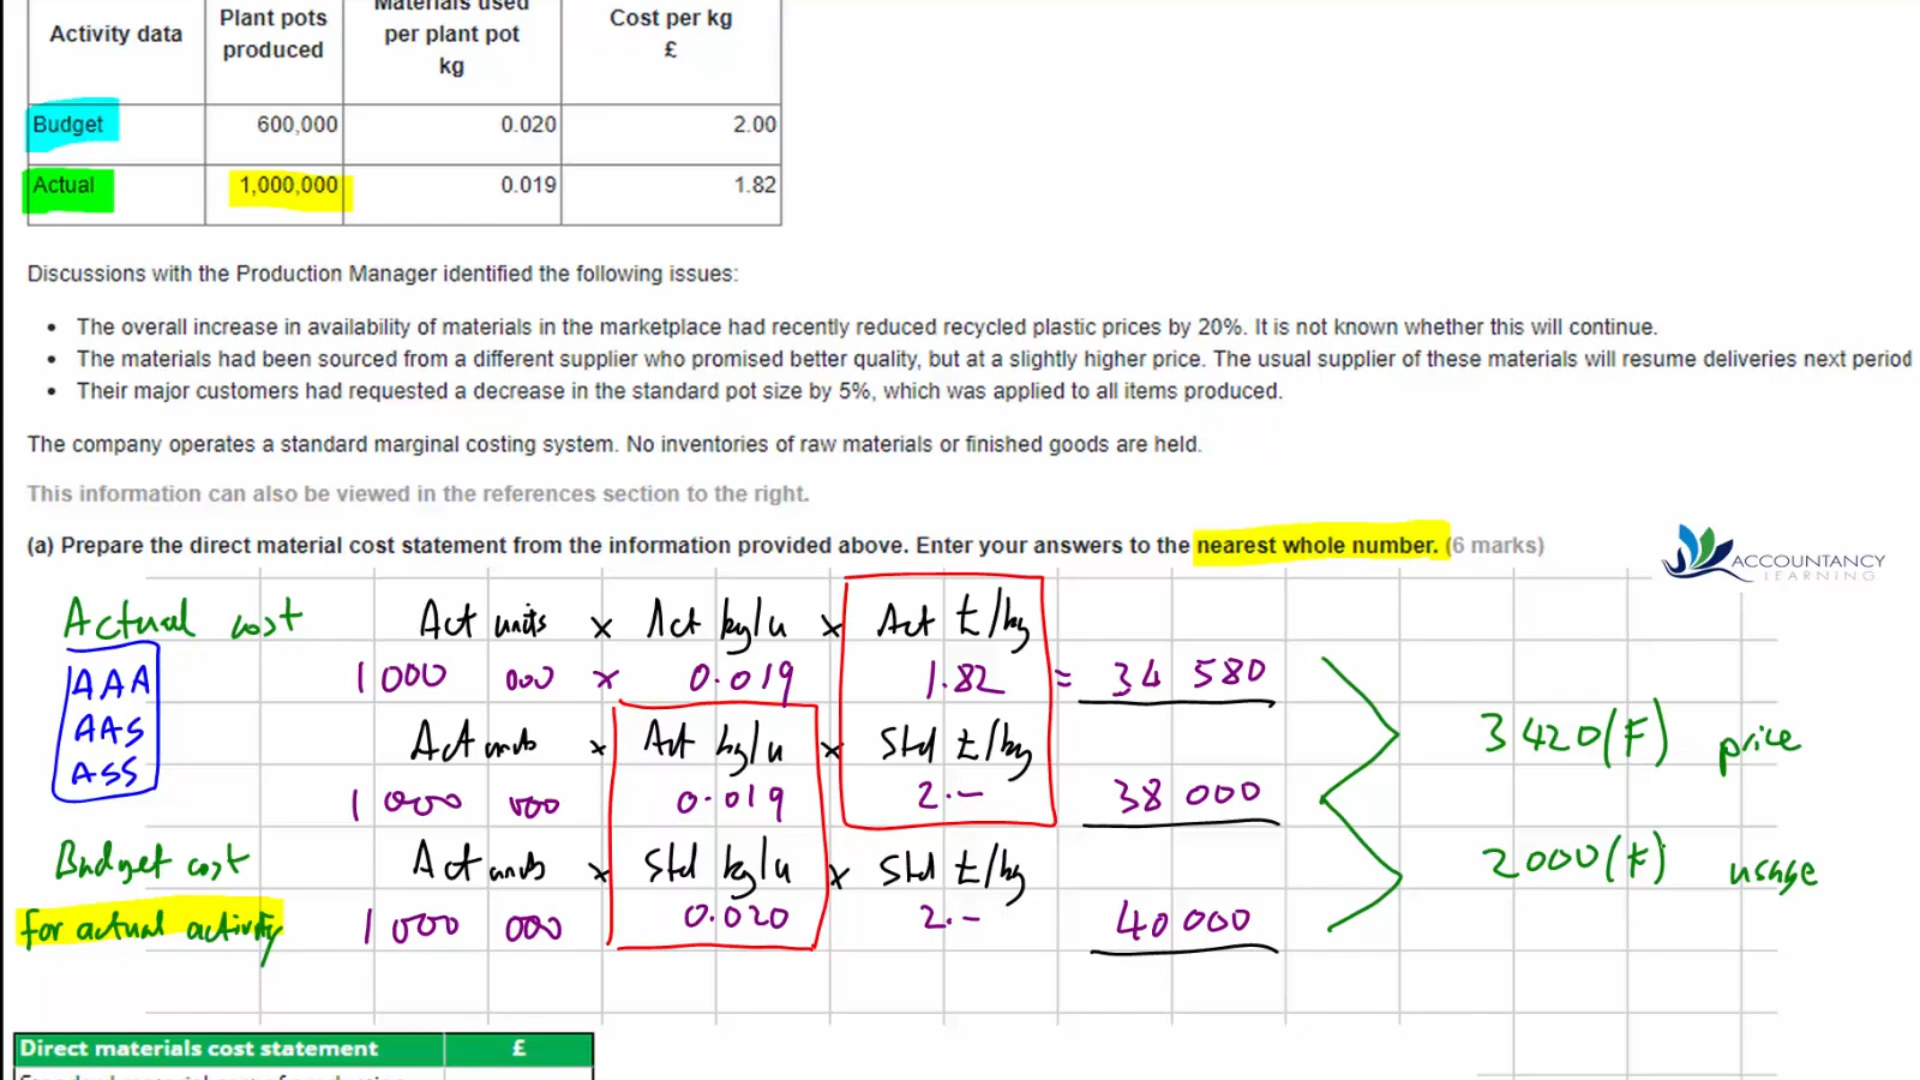 Activity data
Plant pots
produced
Materials used
per plant pot
kg
Cost per kg
£
Budget 600,000 0.020 2.00
Actual 1,000,000 0.019 1.82
Discussions with the Production Manager identified the following issues:
• The overall increase in availability of materials in the marketplace had recently reduced recycled plastic prices by 20%. It is not known whether this will continue.
• The materials had been sourced from a different supplier who promised better quality, but at a slightly higher price. The usual supplier of these materials will resume deliveries next period
• Their major customers had requested a decrease in the standard pot size by 5%, which was applied to all items produced.
The company operates a standard marginal costing system. No inventories of raw materials or finished goods are held.
This information can also be viewed in the references section to the right.
(a) Prepare the direct material cost statement from the information provided above. Enter your answers to the nearest whole number. (6 marks)
ACCOUNTANCY
LEARNING
Actual cost Act units × Act kg/u × Act £/kg
AAA 1 000 000 × 0.019 1.82 = 34 580
AAS Act units × Act kg/u × Std £/kg 3 420 (F) price
ASS 1 000 000 0.019 2.- 38 000
Budget cost Act units × Std kg/u × Std £/kg 2 000 (F) usage
for actual activity 1 000 000 0.020 2.- 40 000
Direct materials cost statement £
Standard material cost of production